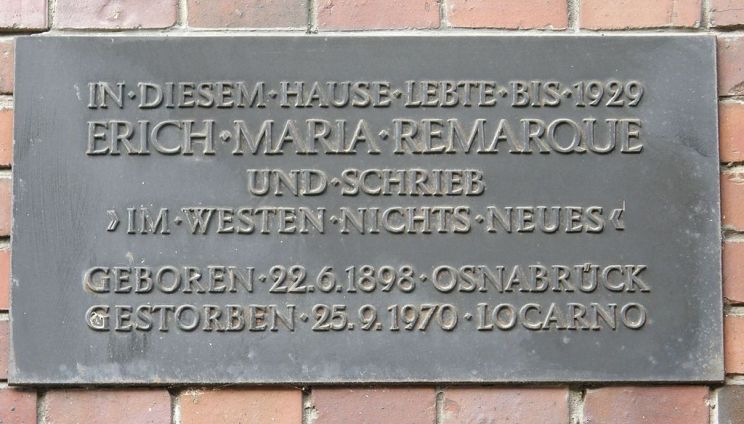 IN·DIESEM·HAUSE·LEBTE·BIS·1929
ERICH·MARIA·REMARQUE
UND·SCHRIEB
»IM·WESTEN·NICHTS·NEUES«
GEBOREN·22.6.1898·OSNABRÜCK
GESTORBEN·25.9.1970·LOCARNO